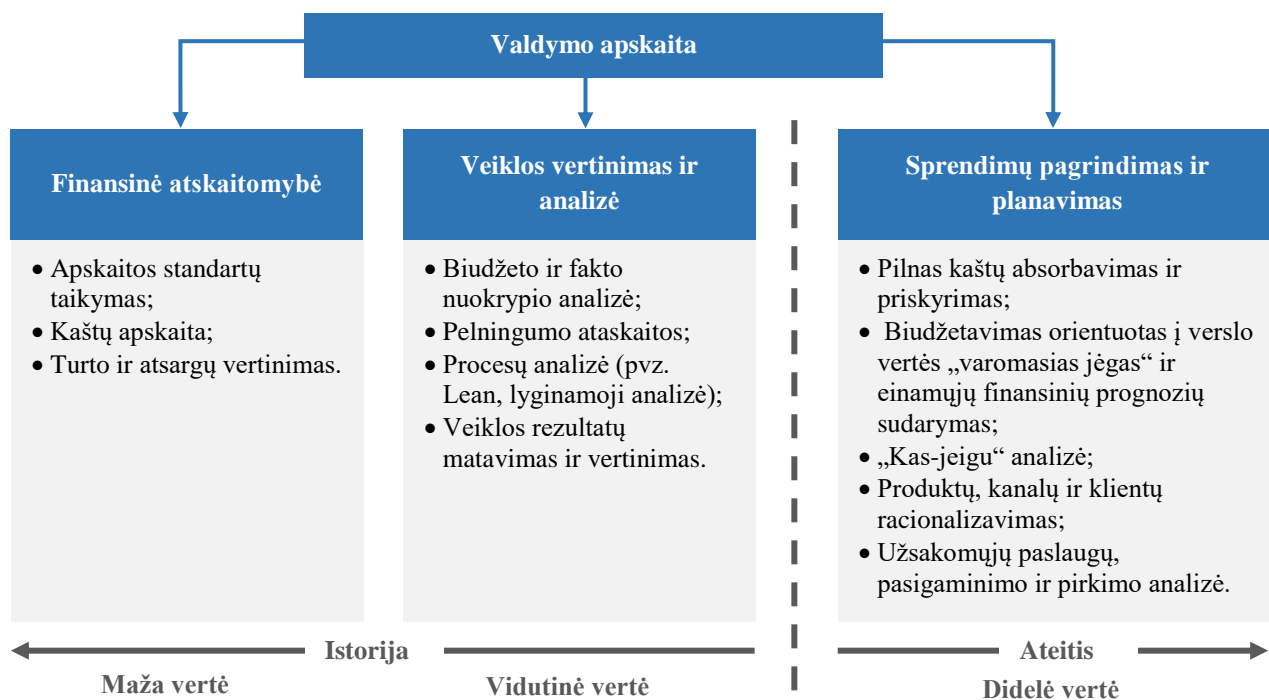 Valdymo apskaita
Finansinė atskaitomybė
• Apskaitos standartų
taikymas;
• Kaštų apskaita;
• Turto ir atsargų vertinimas.
Veiklos vertinimas ir
analizė
• Biudžeto ir fakto
nuokrypio analizė;
• Pelningumo ataskaitos;
• Procesų analizė (pvz.
Lean, lyginamoji analizė);
• Veiklos rezultatų
matavimas ir vertinimas.
Sprendimų pagrindimas ir
planavimas
• Pilnas kaštų absorbavimas ir
priskyrimas;
• Biudžetavimas orientuotas į verslo
vertės „varomasias jėgas“ ir
einamųjų finansinių prognozių
sudarymas;
• „Kas-jeigu“ analizė;
• Produktų, kanalų ir klientų
racionalizavimas;
• Užsakomųjų paslaugų,
pasigaminimo ir pirkimo analizė.
Istorija
Ateitis
Maža vertė
Vidutinė vertė
Didelė vertė